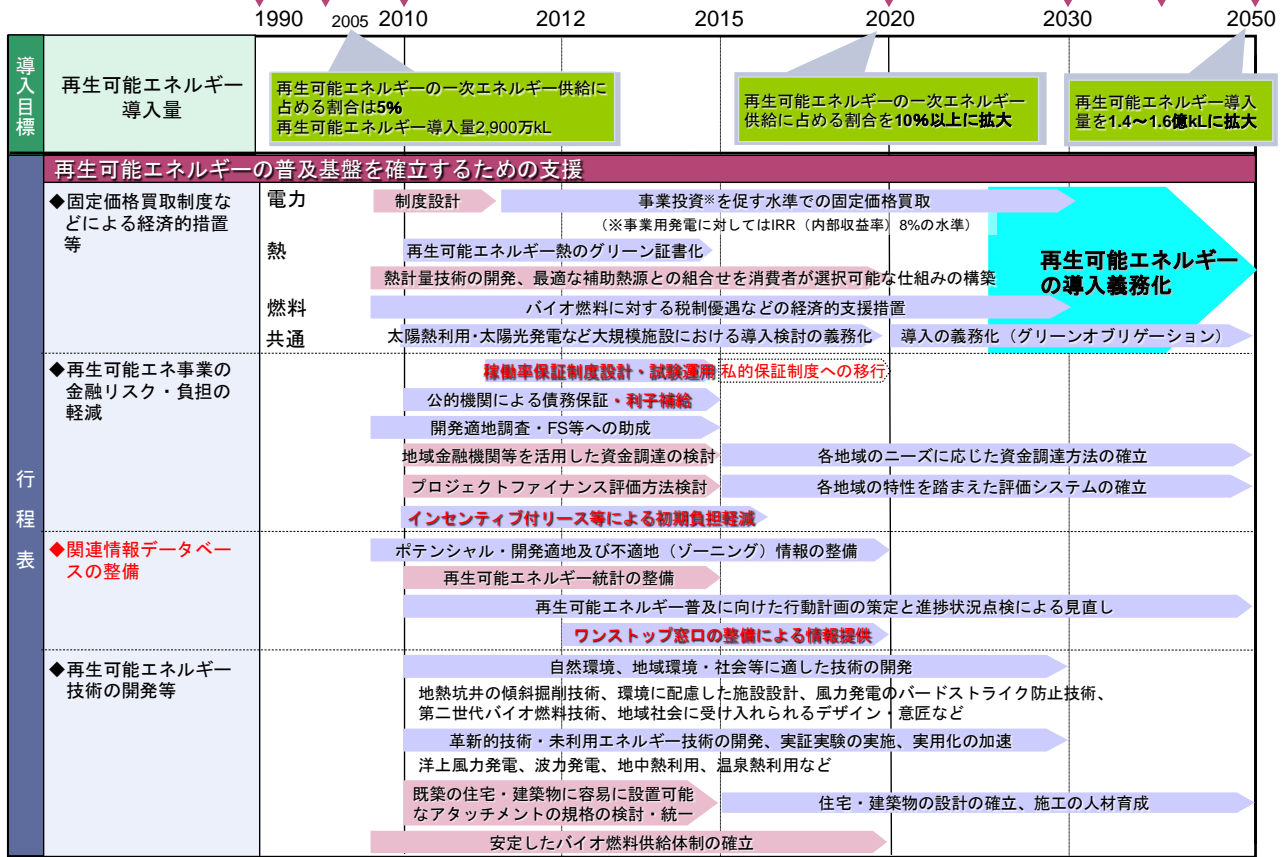 1990 2005 2010 2012 2015 2020 2030 2050
導入目標
再生可能エネルギー
導入量
再生可能エネルギーの一次エネルギー供給に
占める割合は5%
再生可能エネルギー導入量2,900万kL
再生可能エネルギーの一次エネルギー
供給に占める割合を10%以上に拡大
再生可能エネルギー導入
量を1.4～1.6億kLに拡大
行程表
再生可能エネルギーの普及基盤を確立するための支援
◆固定価格買取制度な
どによる経済的措置
等
電力
制度設計
事業投資※を促す水準での固定価格買取
（※事業用発電に対してはIRR（内部収益率）8%の水準）
熱
再生可能エネルギー熱のグリーン証書化
熱計量技術の開発、最適な補助熱源との組合せを消費者が選択可能な仕組みの構築
燃料
バイオ燃料に対する税制優遇などの経済的支援措置
共通
太陽熱利用・太陽光発電など大規模施設における導入検討の義務化
導入の義務化（グリーンオブリゲーション）
再生可能エネルギー
の導入義務化
◆再生可能エネ事業の
金融リスク・負担の
軽減
稼働率保証制度設計・試験運用
私的保証制度への移行
公的機関による債務保証・利子補給
開発適地調査・FS等への助成
地域金融機関等を活用した資金調達の検討
各地域のニーズに応じた資金調達方法の確立
プロジェクトファイナンス評価方法検討
各地域の特性を踏まえた評価システムの確立
インセンティブ付リース等による初期負担軽減
◆関連情報データベー
スの整備
ポテンシャル・開発適地及び不適地（ゾーニング）情報の整備
再生可能エネルギー統計の整備
再生可能エネルギー普及に向けた行動計画の策定と進捗状況点検による見直し
ワンストップ窓口の整備による情報提供
◆再生可能エネルギー
技術の開発等
自然環境、地域環境・社会等に適した技術の開発
地熱坑井の傾斜掘削技術、環境に配慮した施設設計、風力発電のバードストライク防止技術、
第二世代バイオ燃料技術、地域社会に受け入れられるデザイン・意匠など
革新的技術・未利用エネルギー技術の開発、実証実験の実施、実用化の加速
洋上風力発電、波力発電、地中熱利用、温泉熱利用など
既築の住宅・建築物に容易に設置可能
なアタッチメントの規格の検討・統一
住宅・建築物の設計の確立、施工の人材育成
安定したバイオ燃料供給体制の確立